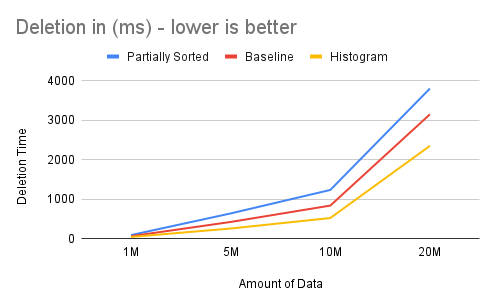 Deletion in (ms) - lower is better
Partially Sorted Baseline Histogram
4000
3000
2000
1000
0
Deletion Time
1M 5M 10M 20M
Amount of Data